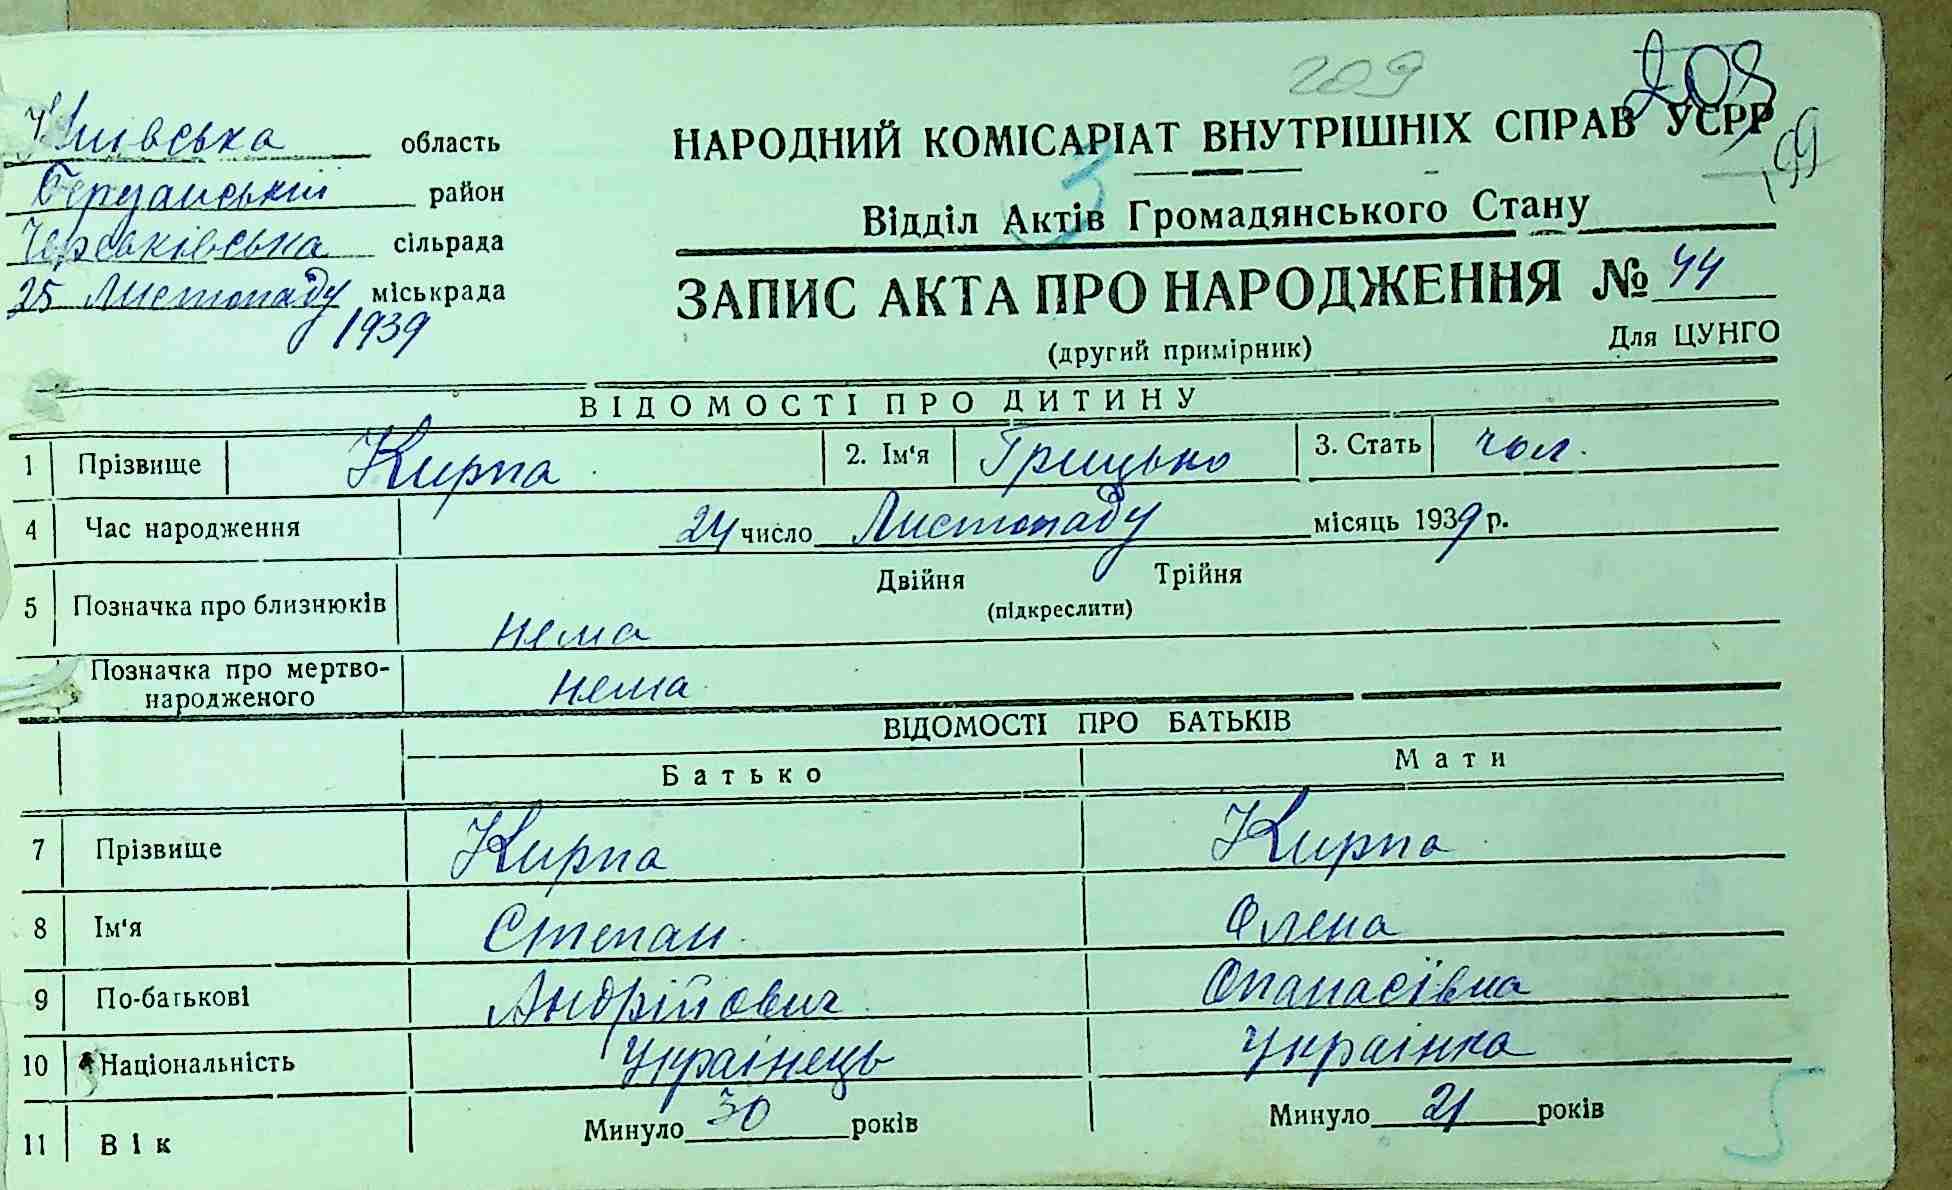 209
208
199
Київська область
Березанський район
сільрада
25 Листопаду міськрада
1939
НАРОДНИЙ КОМІСАРІАТ ВНУТРІШНІХ СПРАВ УСРР
3
Відділ Актів Громадянського Стану
ЗАПИС АКТА ПРО НАРОДЖЕННЯ № 44
(другий примірник) Для ЦУНГО
ВІДОМОСТІ ПРО ДИТИНУ
1 Прізвище Кирпа 2. Ім'я Грицько 3. Стать чол.
4 Час народження 24 число Листопаду місяць 1939 р.
5 Позначка про близнюків Двійня Трійня
(підкреслити)
нема
Позначка про мертво-
народженого нема
ВІДОМОСТІ ПРО БАТЬКІВ
Батько Мати
7 Прізвище Кирпа Кирпа
8 Ім'я Степан Олена
9 По-батькові Андрійович Опанасівна
10 Національність Українець Українка
11 Вік Минуло 30 років Минуло 21 років
5